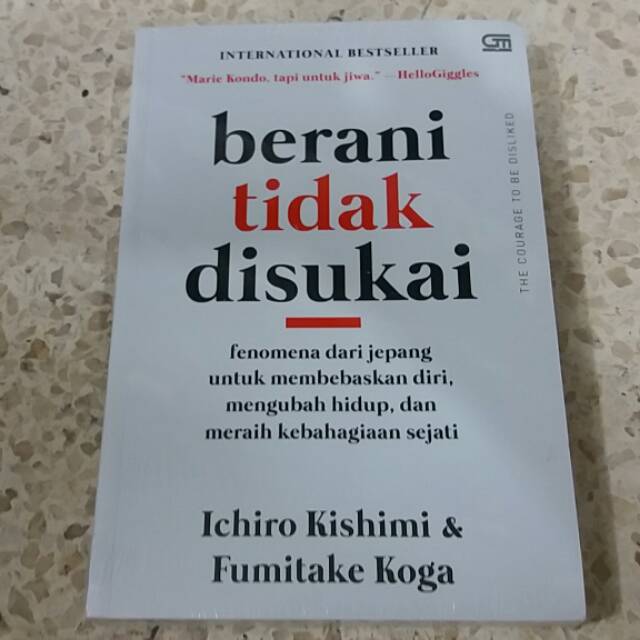 INTERNATIONAL BESTSELLER
"Marie Kondo, tapi untuk jiwa." —HelloGiggles
berani
tidak
disukai
fenomena dari jepang
untuk membebaskan diri,
mengubah hidup, dan
meraih kebahagiaan sejati
Ichiro Kishimi &
Fumitake Koga
THE COURAGE TO BE DISLIKED